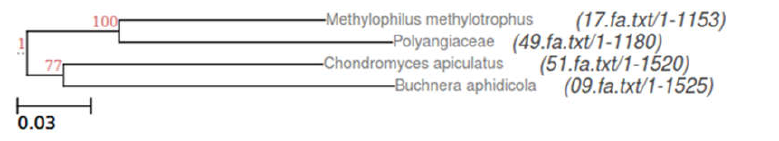 100 Methylophilus methylotrophus (17.fa.txt/1-1153)
1 Polyangiaceae (49.fa.txt/1-1180)
77 Chondromyces apiculatus (51.fa.txt/1-1520)
Buchnera aphidicola (09.fa.txt/1-1525)
0.03